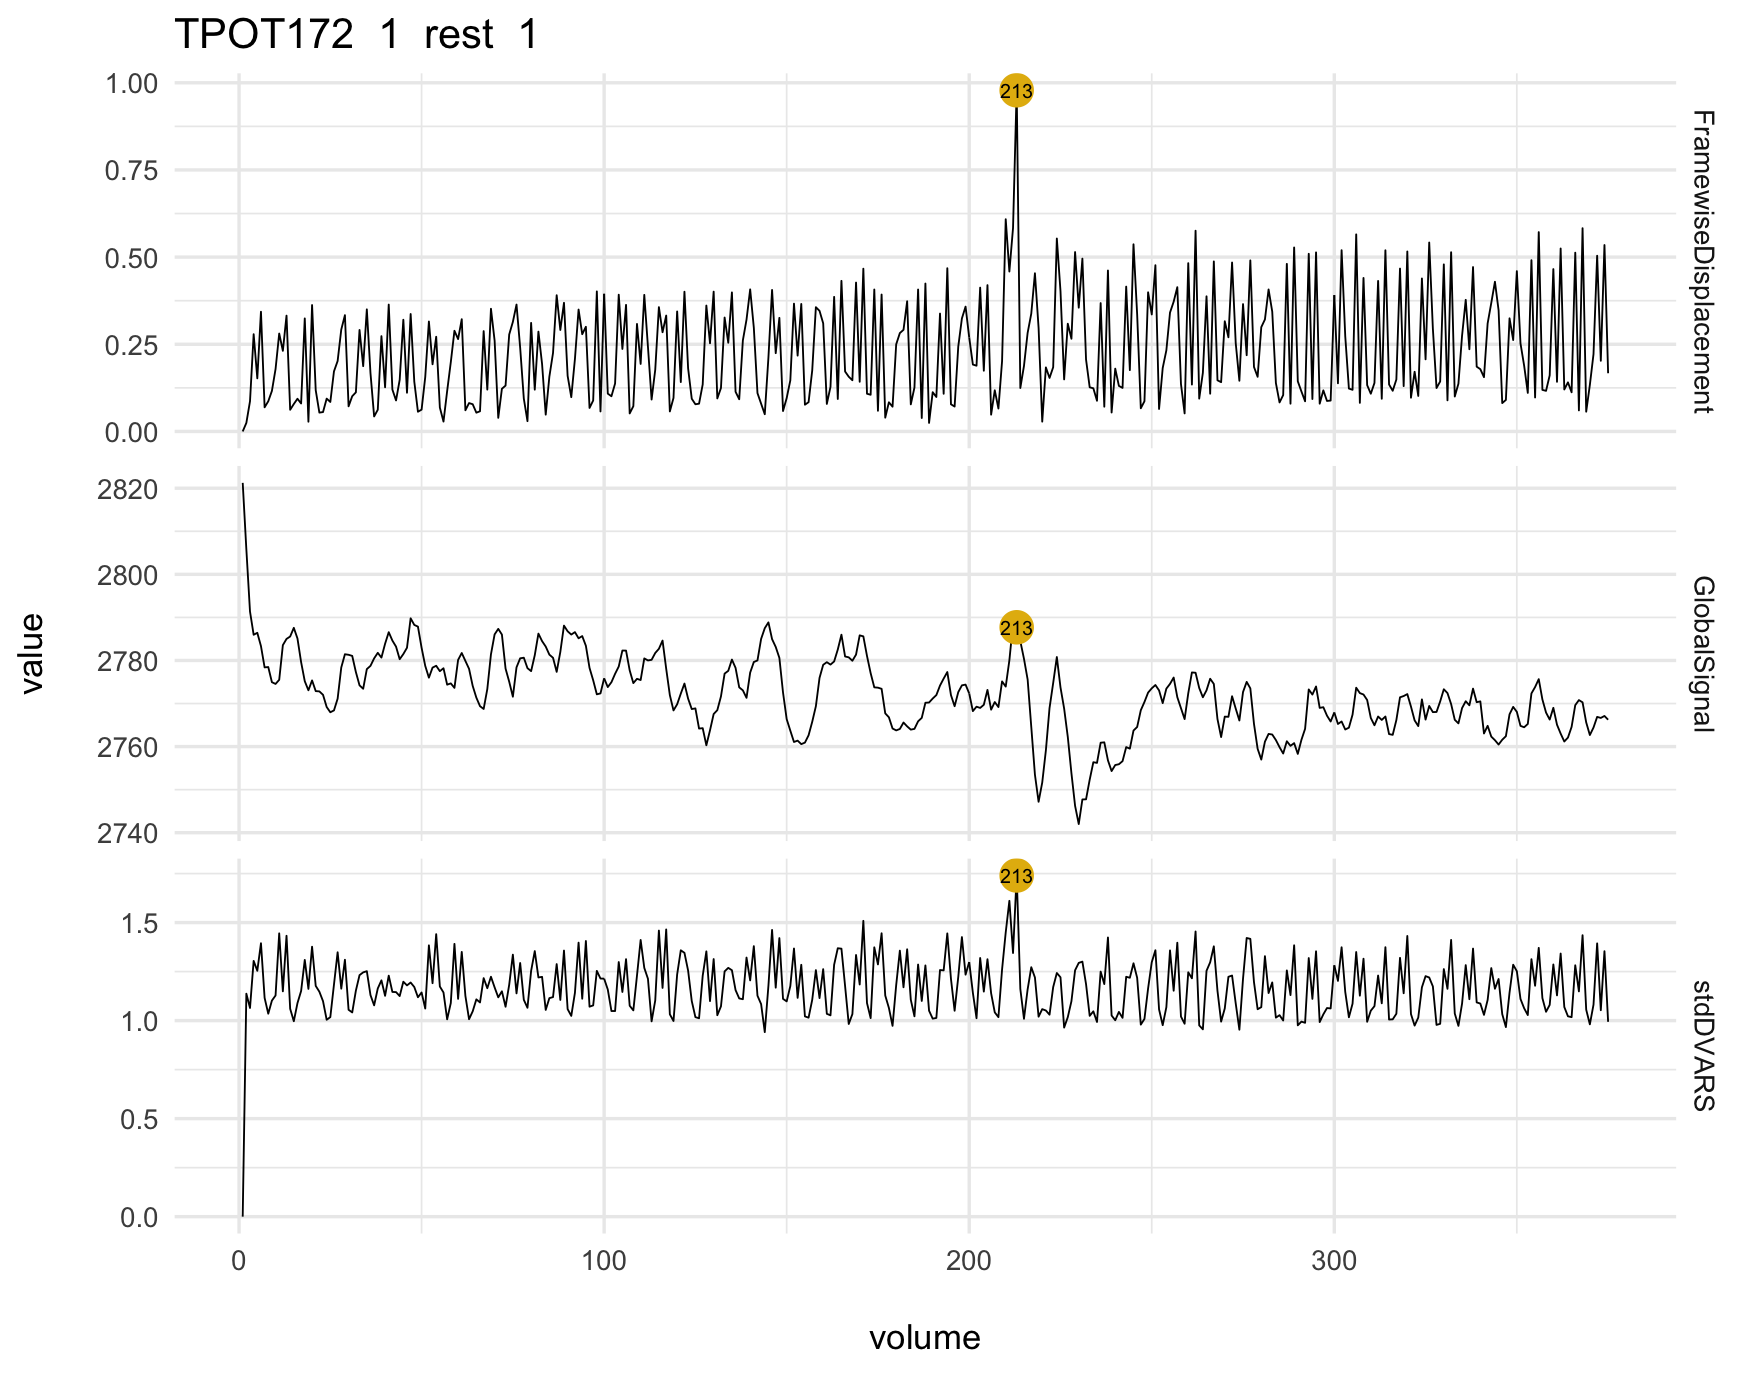 TPOT172 1 rest 1
1.00
0.75
0.50
0.25
0.00
213
FramewiseDisplacement
2820
2800
2780
2760
2740
213
GlobalSignal
1.5
1.0
0.5
0.0
213
stdDVARS
value
0 100 200 300
volume